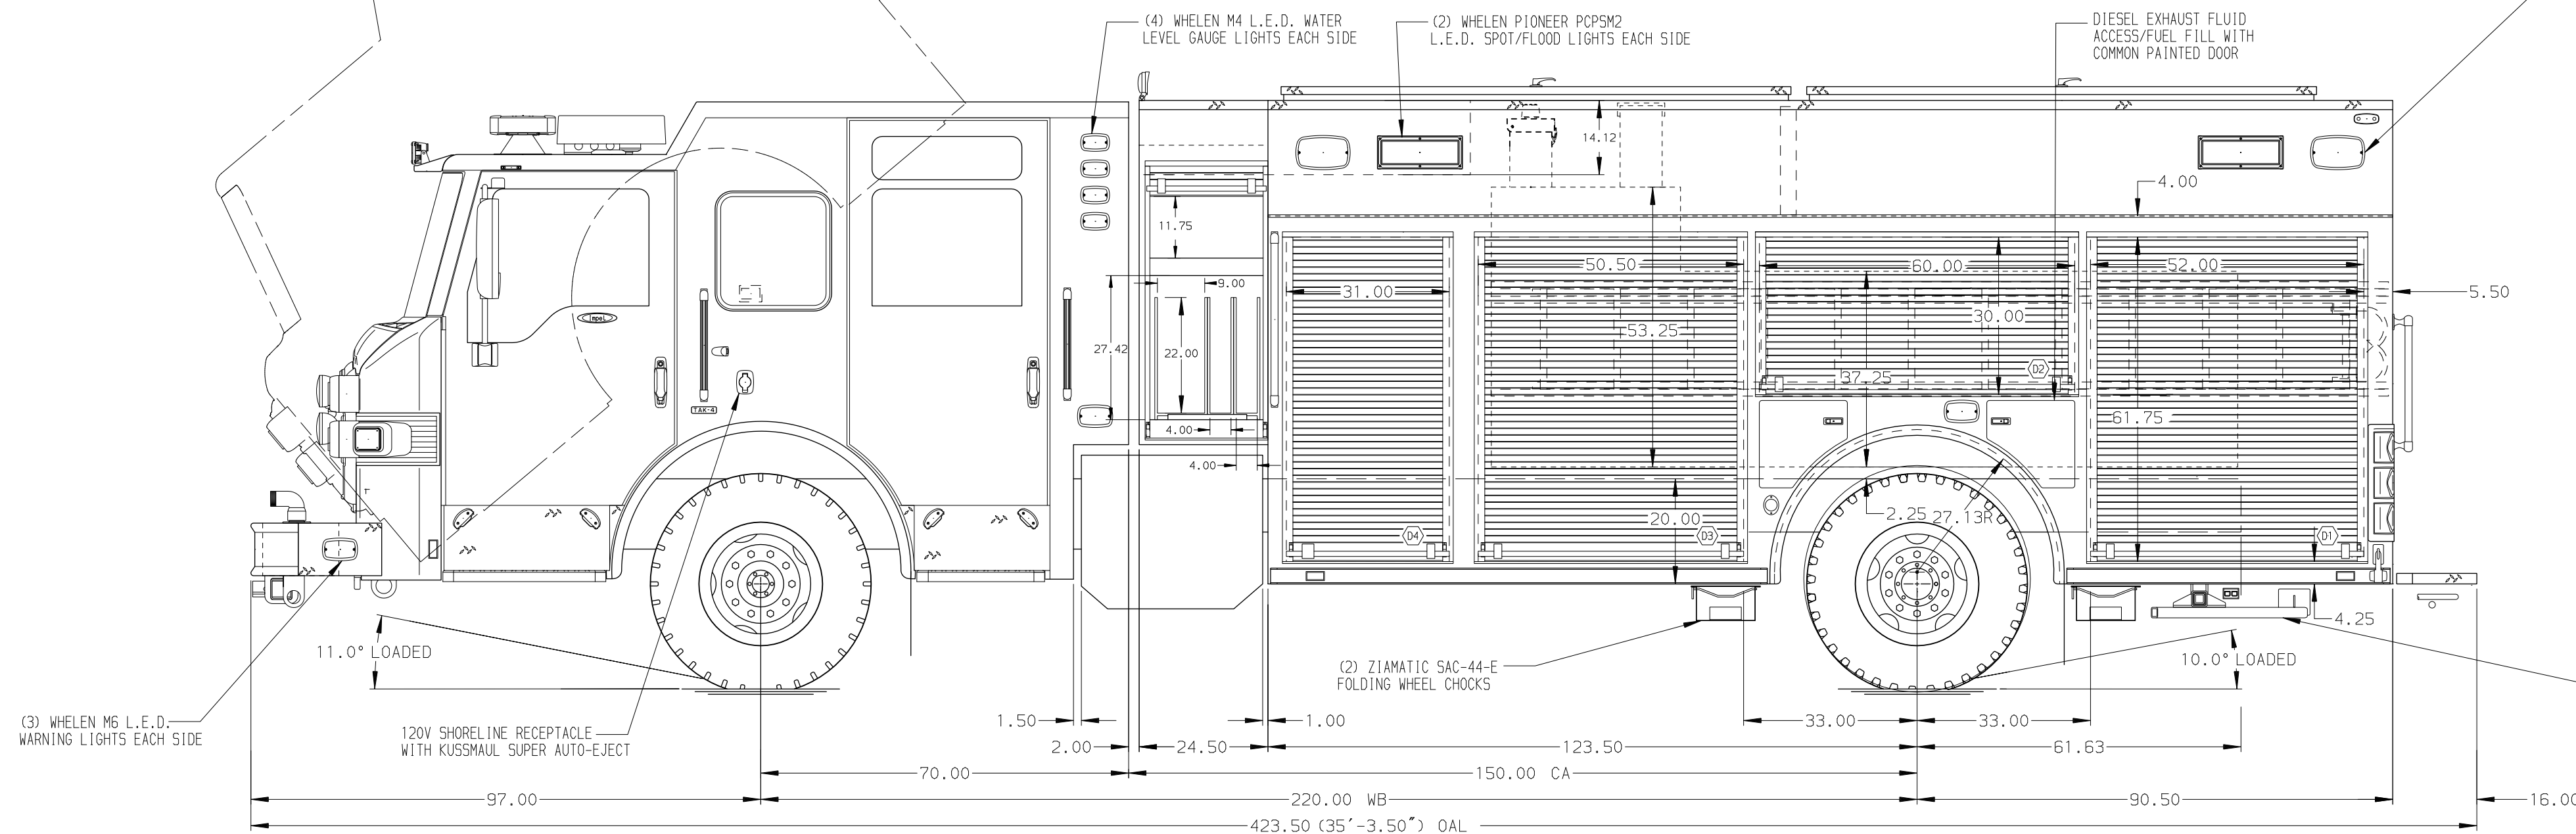 (4) WHELEN M4 L.E.D. WATER
LEVEL GAUGE LIGHTS EACH SIDE
(2) WHELEN PIONEER PCPSM2
L.E.D. SPOT/FLOOD LIGHTS EACH SIDE
DIESEL EXHAUST FLUID
ACCESS/FUEL FILL WITH
COMMON PAINTED DOOR
14.12
4.00
11.75
9.00
50.50
60.00
52.00
31.00
5.50
Impel
30.00
53.25
27.42
22.00
D2
37.25
TAK-4
61.75
4.00
4.00
2.25
27.13R
20.00
D4
D3
D1
4.25
11.0° LOADED
10.0° LOADED
(2) ZIAMATIC SAC-44-E
FOLDING WHEEL CHOCKS
(3) WHELEN M6 L.E.D.
WARNING LIGHTS EACH SIDE
120V SHORELINE RECEPTACLE
WITH KUSSMAUL SUPER AUTO-EJECT
1.50
1.00
33.00
33.00
2.00
24.50
123.50
61.63
70.00
150.00 CA
97.00
220.00 WB
90.50
16.00
423.50 (35'-3.50") OAL